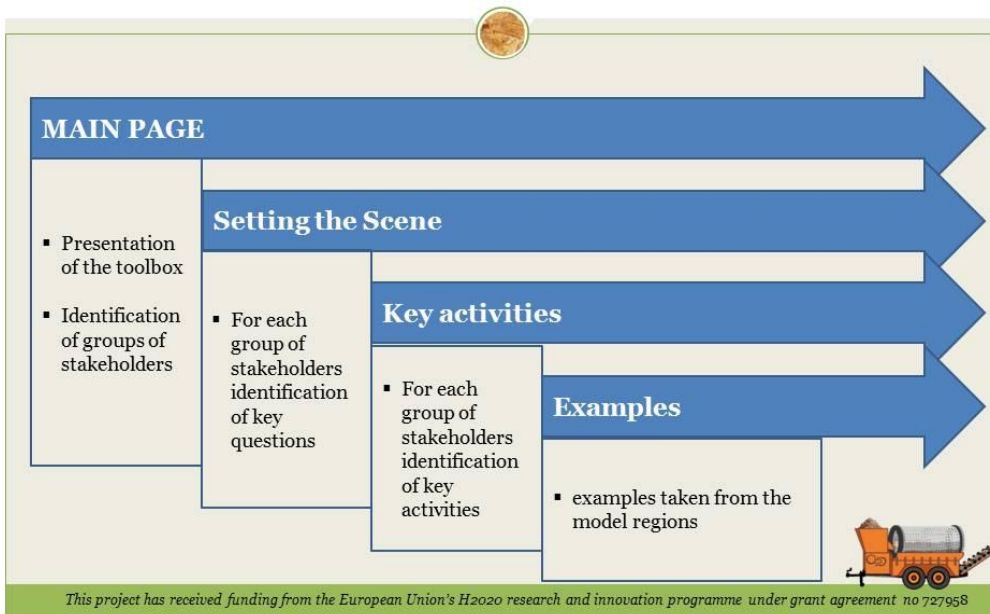 MAIN PAGE
▪ Presentation
of the toolbox
▪ Identification
of groups of
stakeholders
Setting the Scene
▪ For each
group of
stakeholders
identification
of key
questions
Key activities
▪ For each
group of
stakeholders
identification
of key
activities
Examples
▪ examples taken from the
model regions
This project has received funding from the European Union's H2020 research and innovation programme under grant agreement no 727958